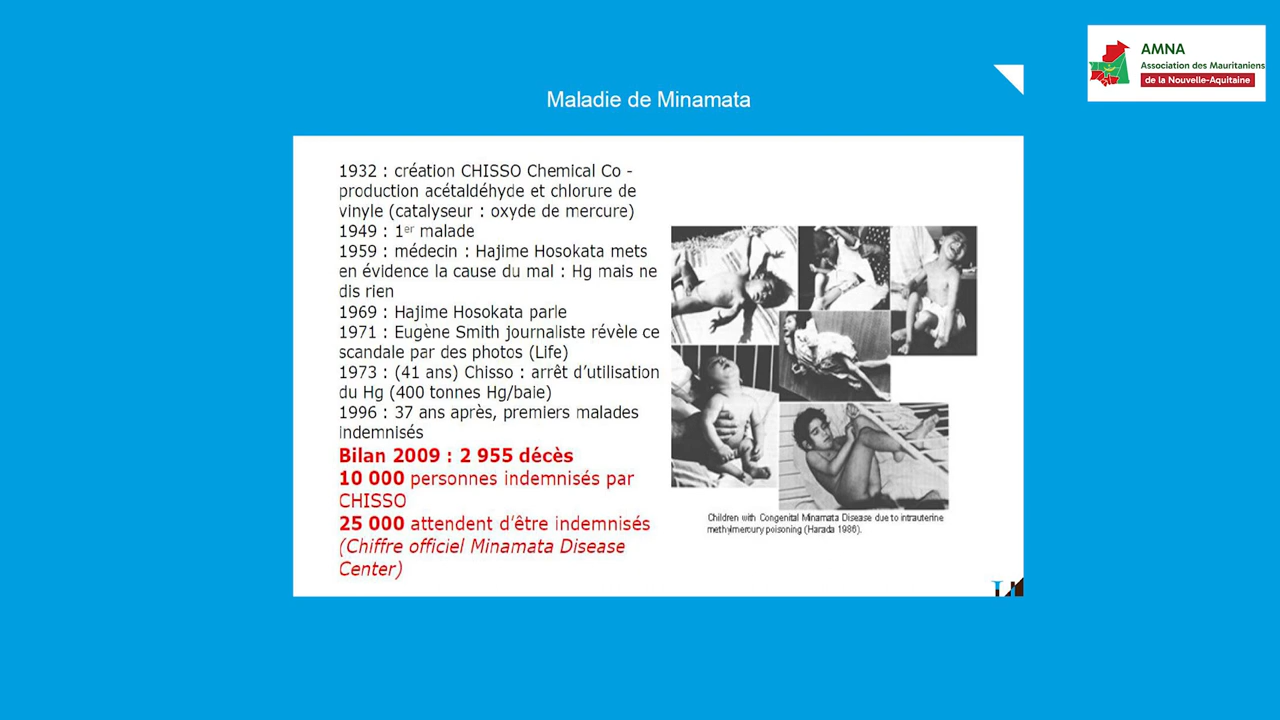 AMNA
Association des Mauritaniens
de la Nouvelle-Aquitaine
Maladie de Minamata
1932 : création CHISSO Chemical Co -
production acétaldéhyde et chlorure de
vinyle (catalyseur : oxyde de mercure)
1949 : 1er malade
1959 : médecin : Hajime Hosokata mets
en évidence la cause du mal : Hg mais ne
dis rien
1969 : Hajime Hosokata parle
1971 : Eugène Smith journaliste révèle ce
scandale par des photos (Life)
1973 : (41 ans) Chisso : arrêt d'utilisation
du Hg (400 tonnes Hg/baie)
1996 : 37 ans après, premiers malades
indemnisés
Bilan 2009 : 2 955 décès
10 000 personnes indemnisés par
CHISSO
25 000 attendent d'être indemnisés
(Chiffre officiel Minamata Disease
Center)
Children with Congenital Minamata Disease due to intrauterine
methylmercury poisoning (Harada 1986).